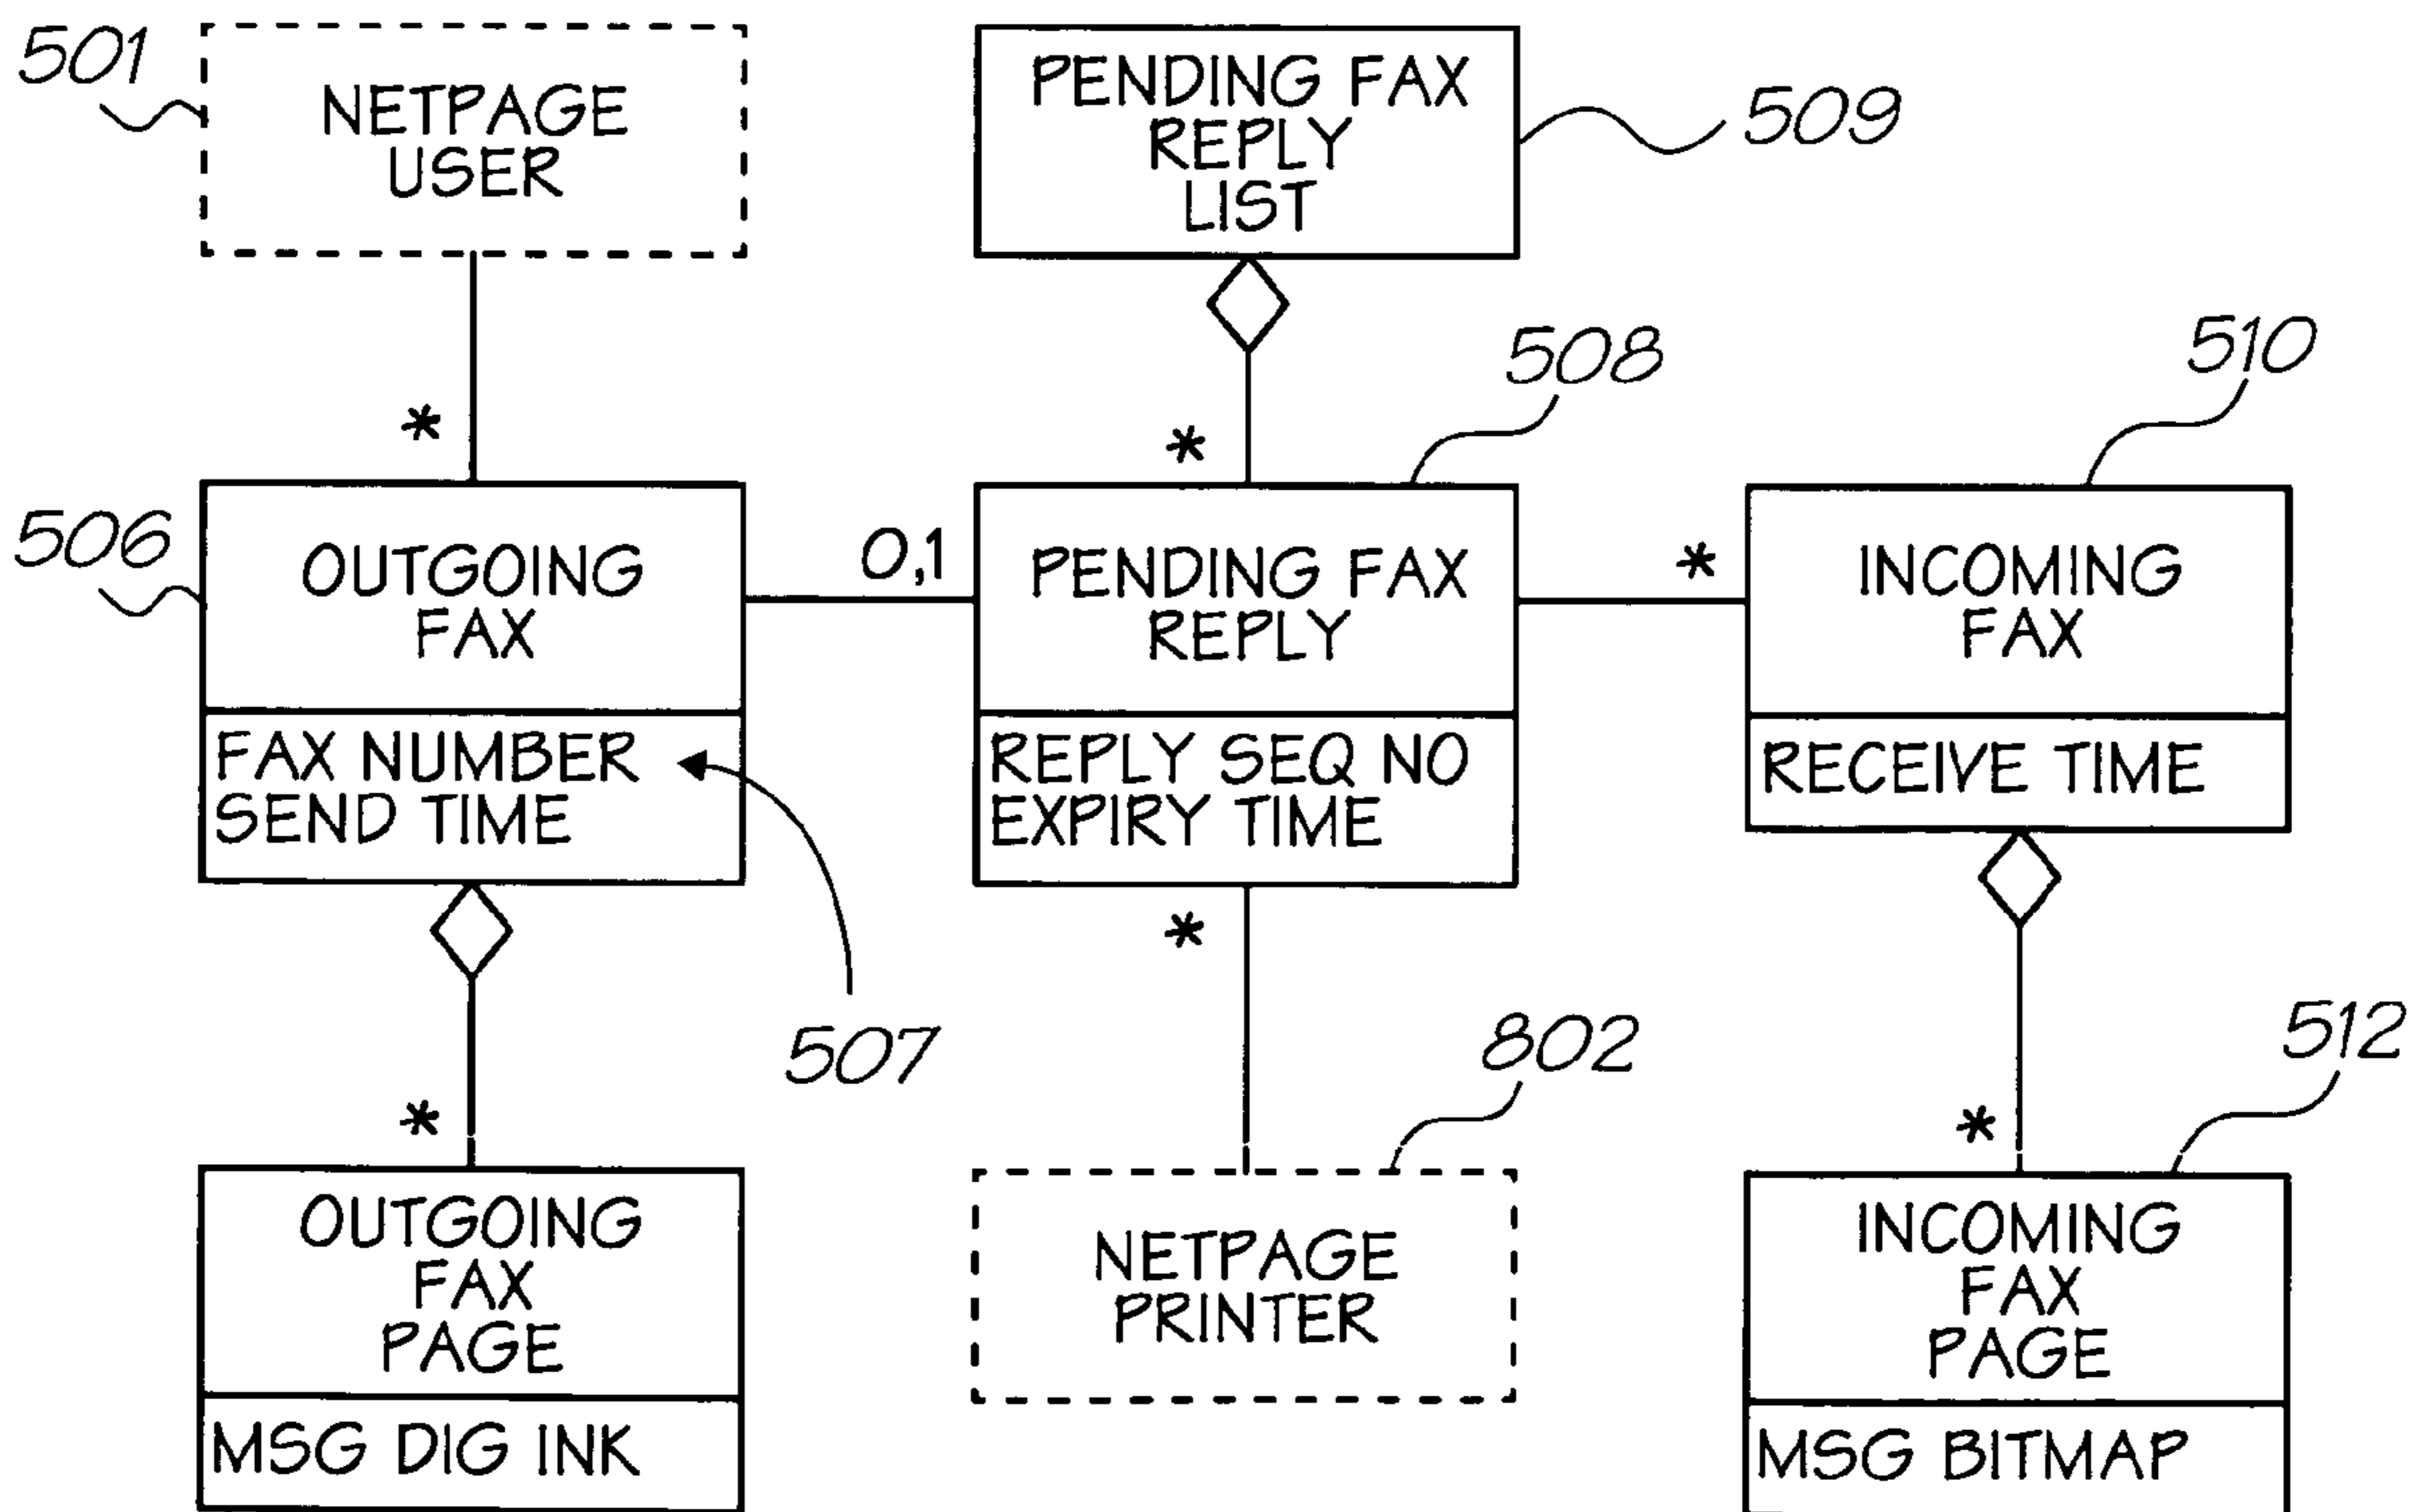 501
NETPAGE
USER
PENDING FAX
REPLY
LIST
509
*
*
508
510
506
OUTGOING
FAX
0,1
PENDING FAX
REPLY
*
INCOMING
FAX
FAX NUMBER
SEND TIME
REPLY SEQ NO
EXPIRY TIME
RECEIVE TIME
507
*
802
512
*
*
OUTGOING
FAX
PAGE
NETPAGE
PRINTER
INCOMING
FAX
PAGE
MSG DIG INK
MSG BITMAP